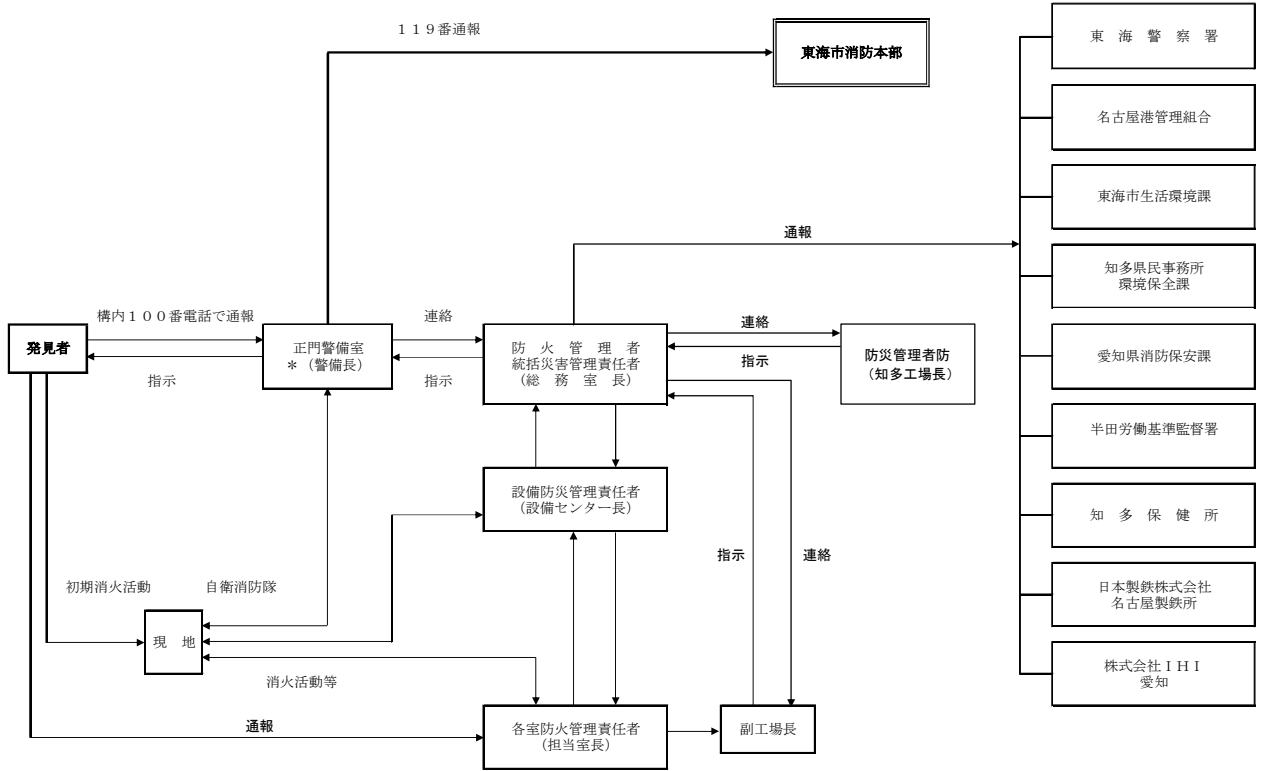 １１９番通報
東海市消防本部
東　海　警　察　署
名古屋港管理組合
東海市生活環境課
通報
知多県民事務所
環境保全課
構内１００番電話で通報
連絡
連絡
発見者
正門警備室
＊（警備長）
防　火　管　理　者
統括災害管理責任者
（総　務　室　長）
防災管理者防
（知多工場長）
愛知県消防保安課
指示
指示
指示
半田労働基準監督署
設備防災管理責任者
（設備センター長）
知　多　保　健　所
指示
連絡
初期消火活動
自衛消防隊
日本製鉄株式会社
名古屋製鉄所
現　地
消火活動等
株式会社ＩＨＩ
愛知
通報
各室防火管理責任者
（担当室長）
副工場長